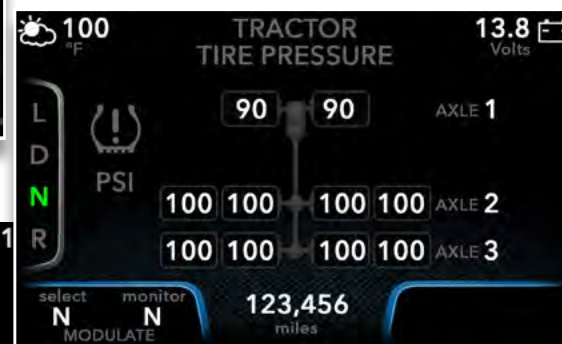 100 TRACTOR 13.8
°F TIRE PRESSURE Volts
90 90 AXLE 1
L
D
PSI
N 100 100 100 100 AXLE 2
R 100 100 100 100 AXLE 3
1
select monitor 123,456
N N miles
MODULATE